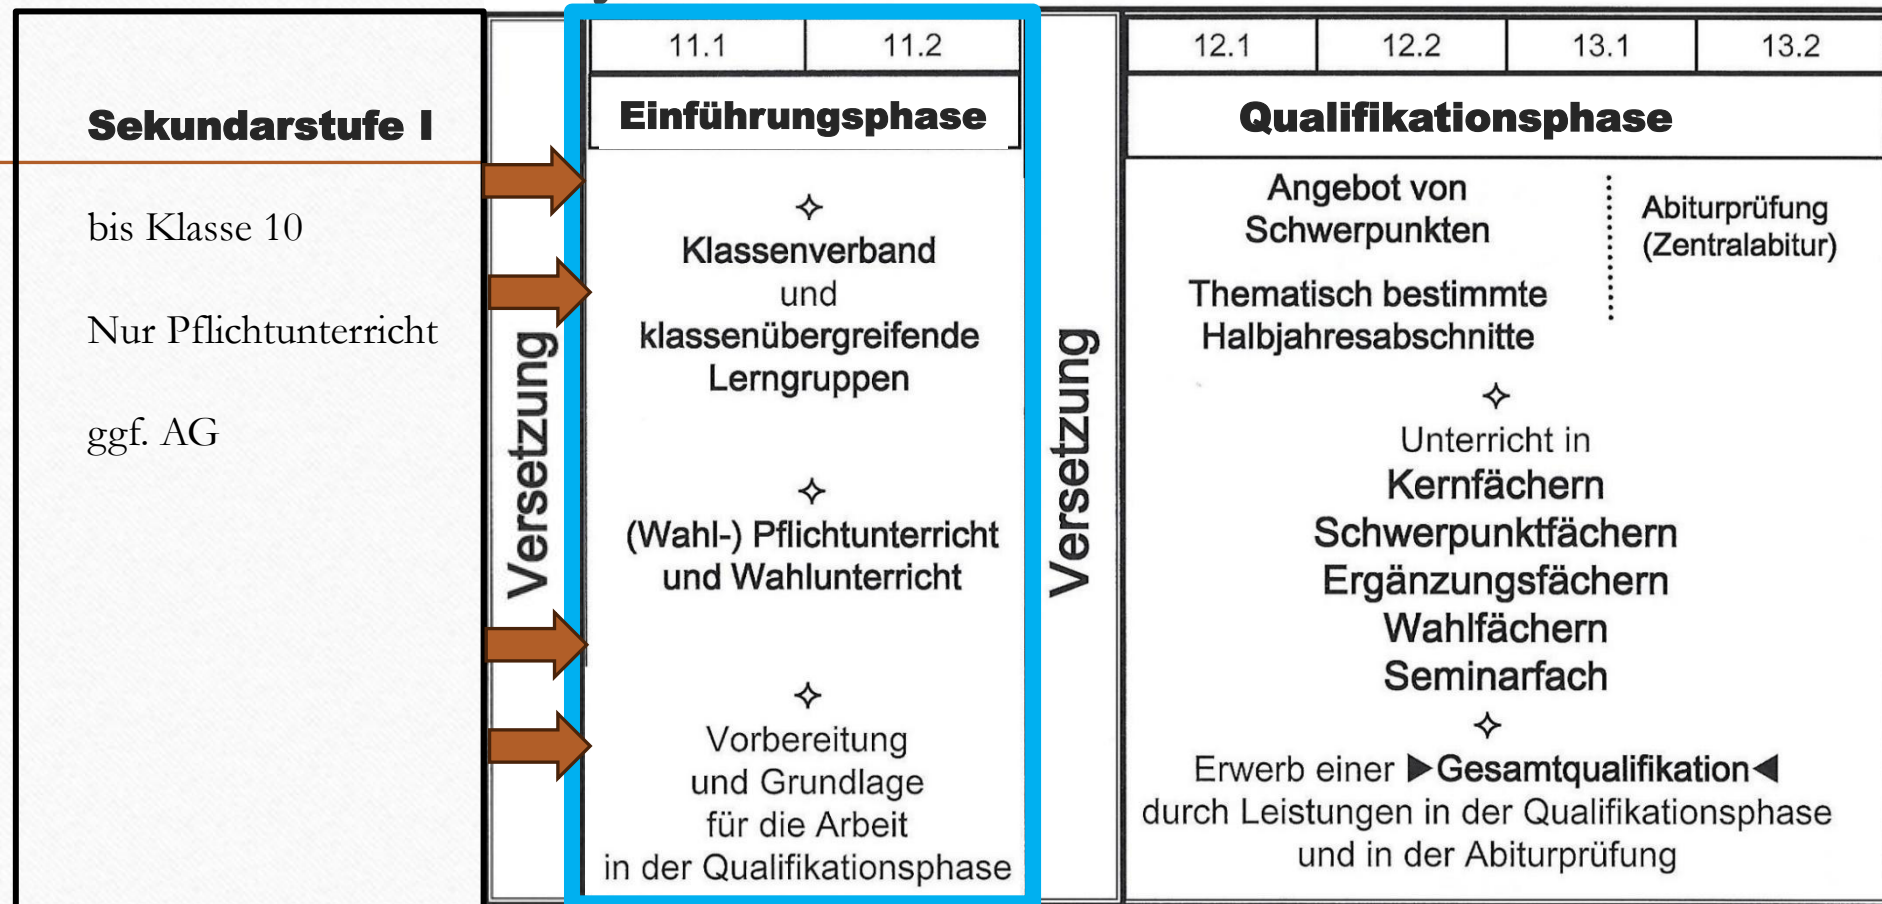 Sekundarstufe I
bis Klasse 10
Nur Pflichtunterricht
ggf. AG
Versetzung
11.1
11.2
Einführungsphase
Klassenverband
und
klassenübergreifende
Lerngruppen
(Wahl-) Pflichtunterricht
und Wahlunterricht
Vorbereitung
und Grundlage
für die Arbeit
in der Qualifikationsphase
Versetzung
12.1
12.2
13.1
13.2
Qualifikationsphase
Angebot von
Schwerpunkten
Thematisch bestimmte
Halbjahresabschnitte
Abiturprüfung
(Zentralabitur)
Unterricht in
Kernfächern
Schwerpunktfächern
Ergänzungsfächern
Wahlfächern
Seminarfach
Erwerb einer ▶Gesamtqualifikation◀
durch Leistungen in der Qualifikationsphase
und in der Abiturprüfung